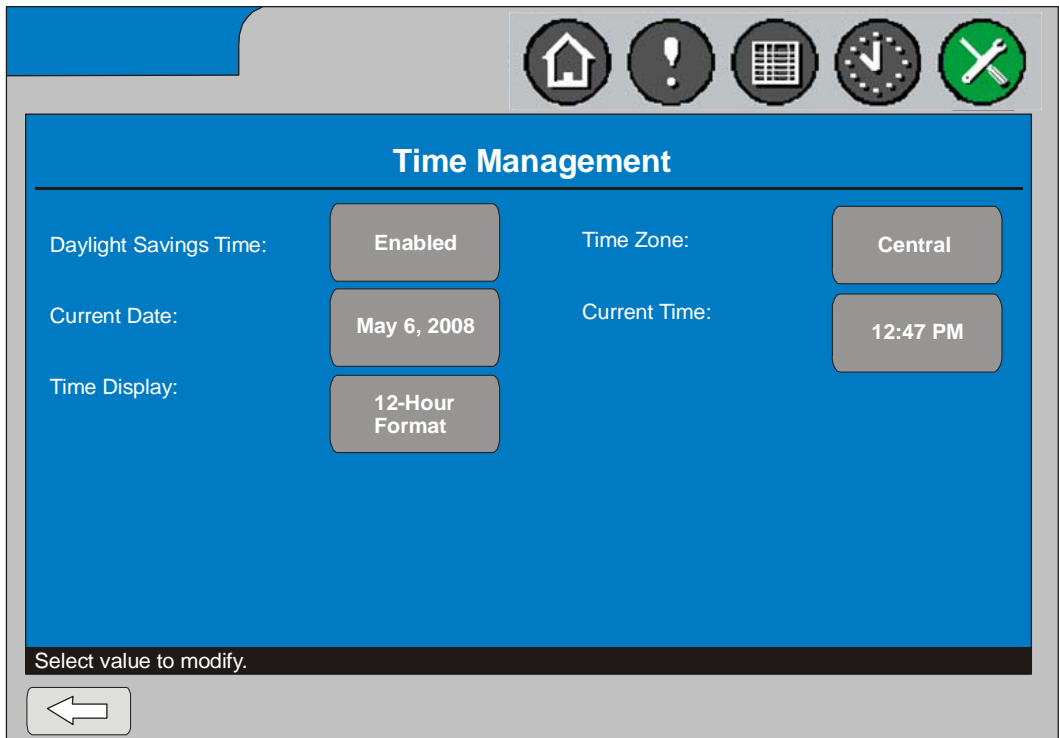 Time Management
Daylight Savings Time:
Enabled
Time Zone:
Central
Current Date:
May 6, 2008
Current Time:
12:47 PM
Time Display:
12-Hour
Format
Select value to modify.